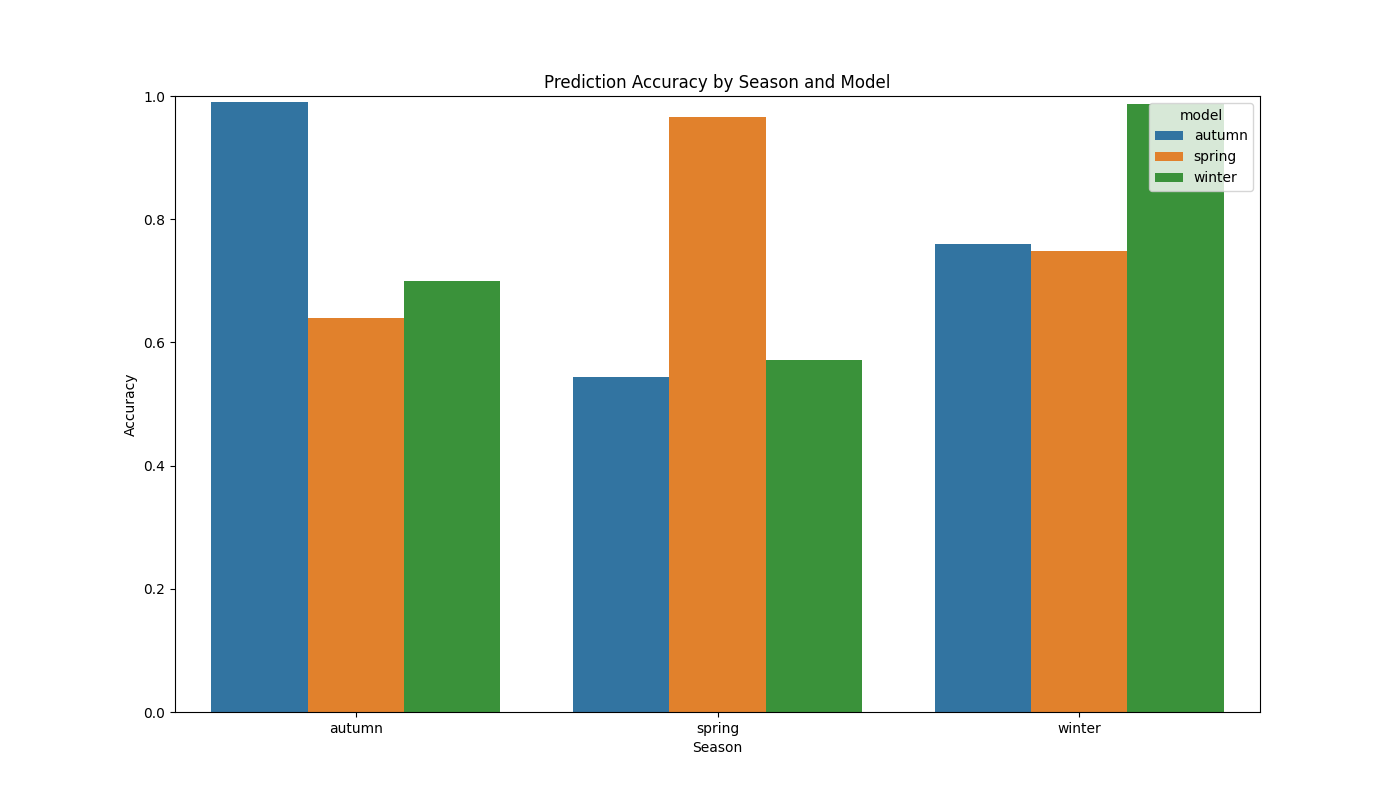 Prediction Accuracy by Season and Model
1.0
0.8
0.6
0.4
0.2
0.0
Accuracy
model
autumn
spring
winter
autumn
spring
winter
Season